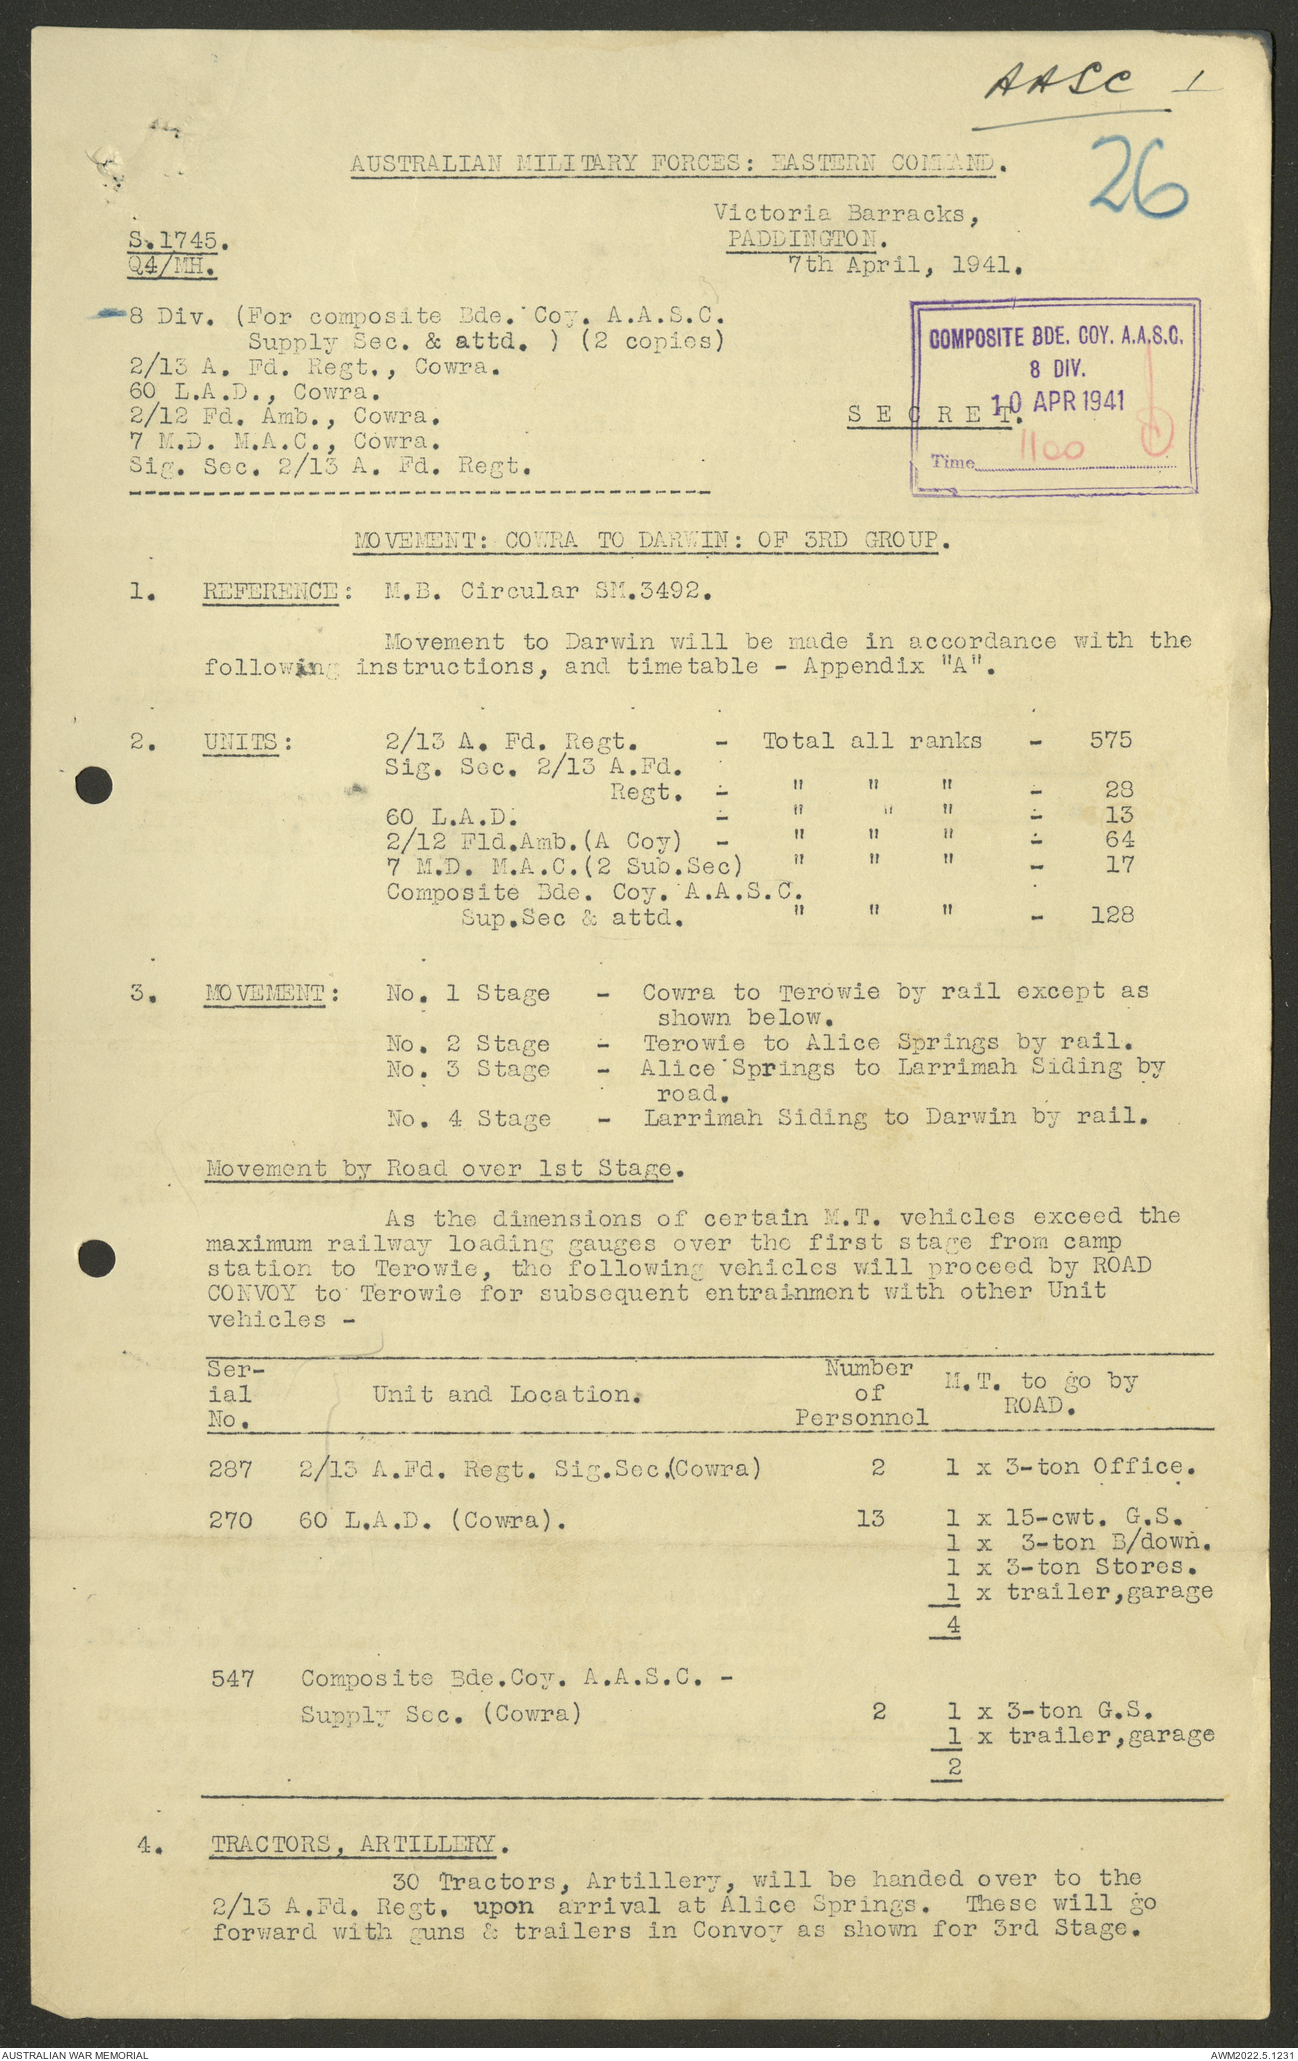 AASC 1
26
AUSTRALIAN MILITARY FORCES: EASTERN COMMAND.
Victoria Barracks,
PADDINGTON.
7th April, 1941.
S.1745.
Q4/MH.
8 Div. (For composite Bde. Coy. A.A.S.C.
Supply Sec. & attd. ) (2 copies)
2/13 A. Fd. Regt., Cowra.
60 L.A.D., Cowra.
2/12 Fd. Amb., Cowra.
7 M.D. M.A.C., Cowra.
Sig. Sec. 2/13 A. Fd. Regt.
COMPOSITE BDE. COY. A.A.S.C.
8 DIV.
10 APR 1941
Time 1100
S E C R E T.
MOVEMENT: COWRA TO DARWIN: OF 3RD GROUP.
1. REFERENCE: M.B. Circular SM.3492.
Movement to Darwin will be made in accordance with the
following instructions, and timetable - Appendix "A".
2. UNITS: 2/13 A. Fd. Regt. - Total all ranks - 575
Sig. Sec. 2/13 A.Fd.
Regt. - " " " - 28
60 L.A.D. - " " " - 13
2/12 Fld.Amb.(A Coy) - " " " - 64
7 M.D. M.A.C.(2 Sub.Sec) " " " - 17
Composite Bde. Coy. A.A.S.C.
Sup.Sec & attd. " " " - 128
3. MOVEMENT: No. 1 Stage - Cowra to Terowie by rail except as
shown below.
No. 2 Stage - Terowie to Alice Springs by rail.
No. 3 Stage - Alice Springs to Larrimah Siding by
road.
No. 4 Stage - Larrimah Siding to Darwin by rail.
Movement by Road over 1st Stage.
As the dimensions of certain M.T. vehicles exceed the
maximum railway loading gauges over the first stage from camp
station to Terowie, the following vehicles will proceed by ROAD
CONVOY to Terowie for subsequent entrainment with other Unit
vehicles -
Ser-
ial
No.
Unit and Location.
Number
of
Personnel
M.T. to go by
ROAD.
287 2/13 A.Fd. Regt. Sig.Sec.(Cowra) 2 1 x 3-ton Office.
270 60 L.A.D. (Cowra). 13 1 x 15-cwt. G.S.
1 x 3-ton B/down.
1 x 3-ton Stores.
1 x trailer,garage
4
547 Composite Bde.Coy. A.A.S.C. -
Supply Sec. (Cowra) 2 1 x 3-ton G.S.
1 x trailer,garage
2
4. TRACTORS, ARTILLERY.
30 Tractors, Artillery, will be handed over to the
2/13 A.Fd. Regt. upon arrival at Alice Springs. These will go
forward with guns & trailers in Convoy as shown for 3rd Stage.
AUSTRALIAN WAR MEMORIAL
AWM2022.5.1231